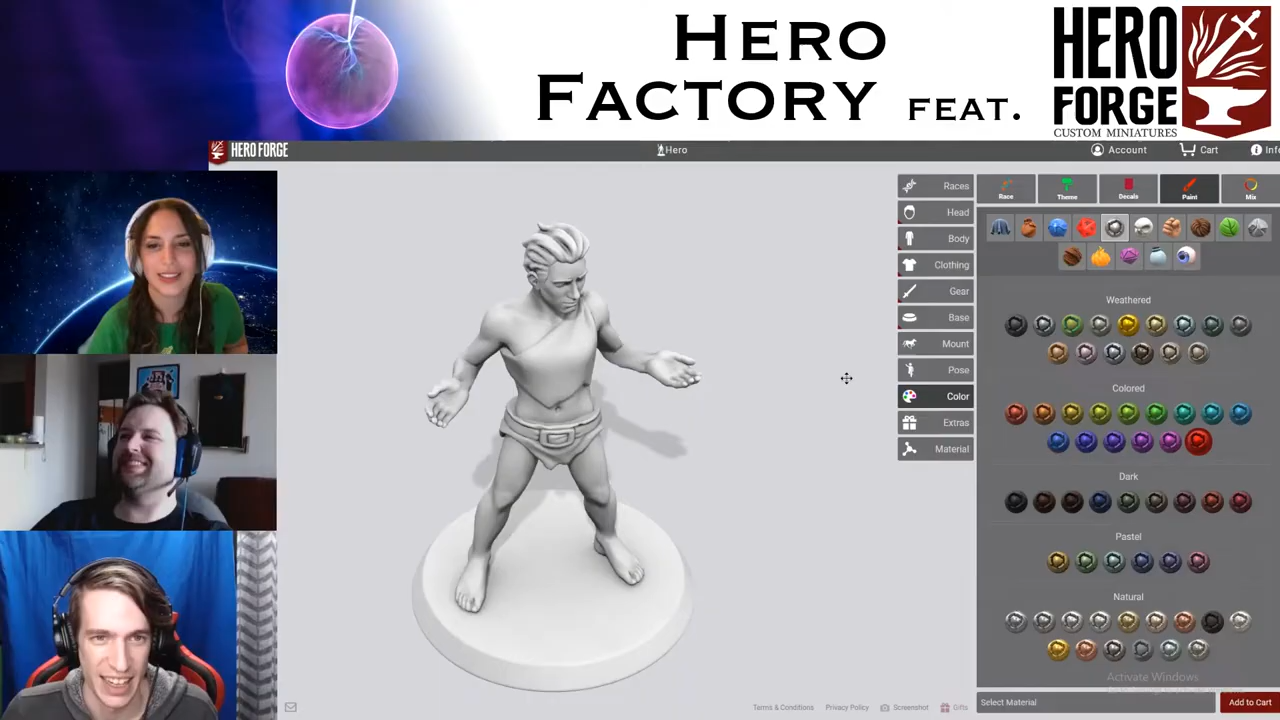 HERO
FACTORY FEAT.
HERO
FORGE
CUSTOM MINIATURES
HERO FORGE
Hero
Account
Cart
Info
Races
Head
Body
Clothing
Gear
Base
Mount
Pose
Color
Extras
Material
Race
Theme
Decals
Paint
Mix
Weathered
Colored
Dark
Pastel
Natural
Activate Windows
Select Material
Add to Cart
Terms & Conditions
Privacy Policy
Screenshot
Gifts